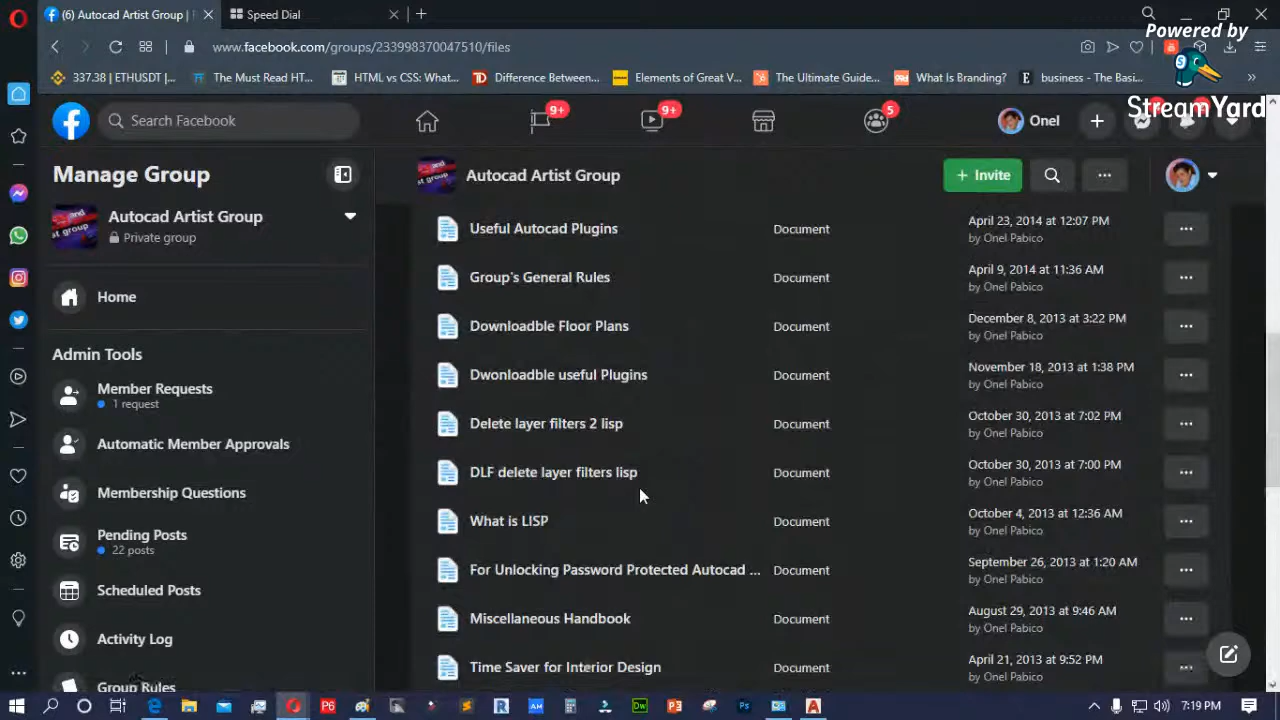 (6) Autocad Artist Group |
Speed Dial
Powered by
StreamYard
www.facebook.com/groups/233998370047510/files
337.38 | ETHUSDT |...
The Must Read HT...
HTML vs CSS: What...
Difference Between...
Elements of Great V...
The Ultimate Guide...
What Is Branding?
business - The Basi...
Search Facebook
9+
9+
5
Onel
Manage Group
Autocad Artist Group
Private group
Home
Admin Tools
Member Requests
1 request
Automatic Member Approvals
Membership Questions
Pending Posts
22 posts
Scheduled Posts
Activity Log
Group Rules
Autocad Artist Group
+ Invite
Useful Autocad Plugins
Document
April 23, 2014 at 12:07 PM
by Onel Pabico
Group's General Rules
Document
April 9, 2014 at 11:56 AM
by Onel Pabico
Downloadble Floor Plans
Document
December 8, 2013 at 3:22 PM
by Onel Pabico
Dwonloadble useful Plugins
Document
at 1:38 PM
by Onel Pabico
Delete layer filters 2 lisp
Document
October 30, 2013 at 7:02 PM
by Onel Pabico
DLF delete layer filters lisp
Document
October 30, 2013 at 7:00 PM
by Onel Pabico
What is LISP
Document
October 4, 2013 at 12:36 AM
by Onel Pabico
For Unlocking Password Protected Autocad ...
Document
at 1:20 AM
by Onel Pabico
Miscellaneous Handbook
Document
August 29, 2013 at 9:46 AM
by Onel Pabico
Time Saver for Interior Design
Document
April 21, 2013 at 9:52 PM
by Onel Pabico
7:19 PM